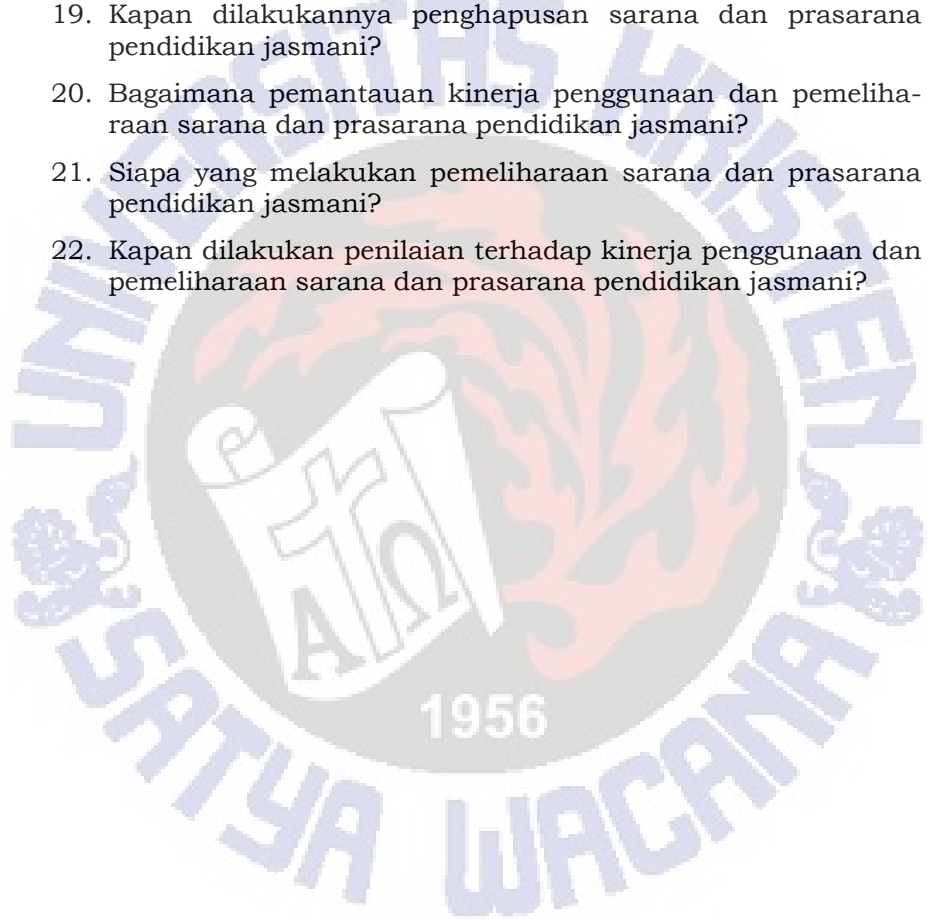 19. Kapan dilakukannya penghapusan sarana dan prasarana
pendidikan jasmani?
20. Bagaimana pemantauan kinerja penggunaan dan pemeliha-
raan sarana dan prasarana pendidikan jasmani?
21. Siapa yang melakukan pemeliharaan sarana dan prasarana
pendidikan jasmani?
22. Kapan dilakukan penilaian terhadap kinerja penggunaan dan
pemeliharaan sarana dan prasarana pendidikan jasmani?
UNIVERSITAS KRISTEN
Α Ω
1956
SATYA WACANA